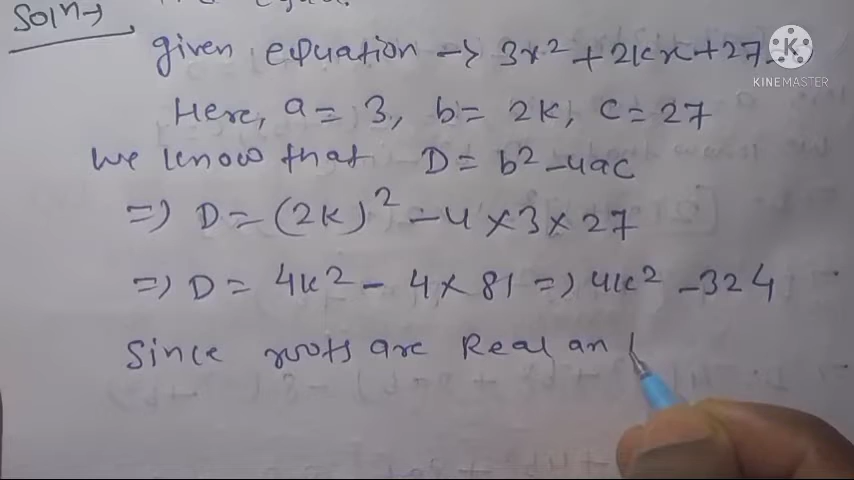 Soln→
given equation → 3x² + 2kx + 27
Here, a = 3, b = 2k, c = 27
We know that D = b² - 4ac
=) D = (2k)² - 4 × 3 × 27
=) D = 4k² - 4 × 81 =) 4k² - 324
Since roots are Real an
K
KINEMASTER